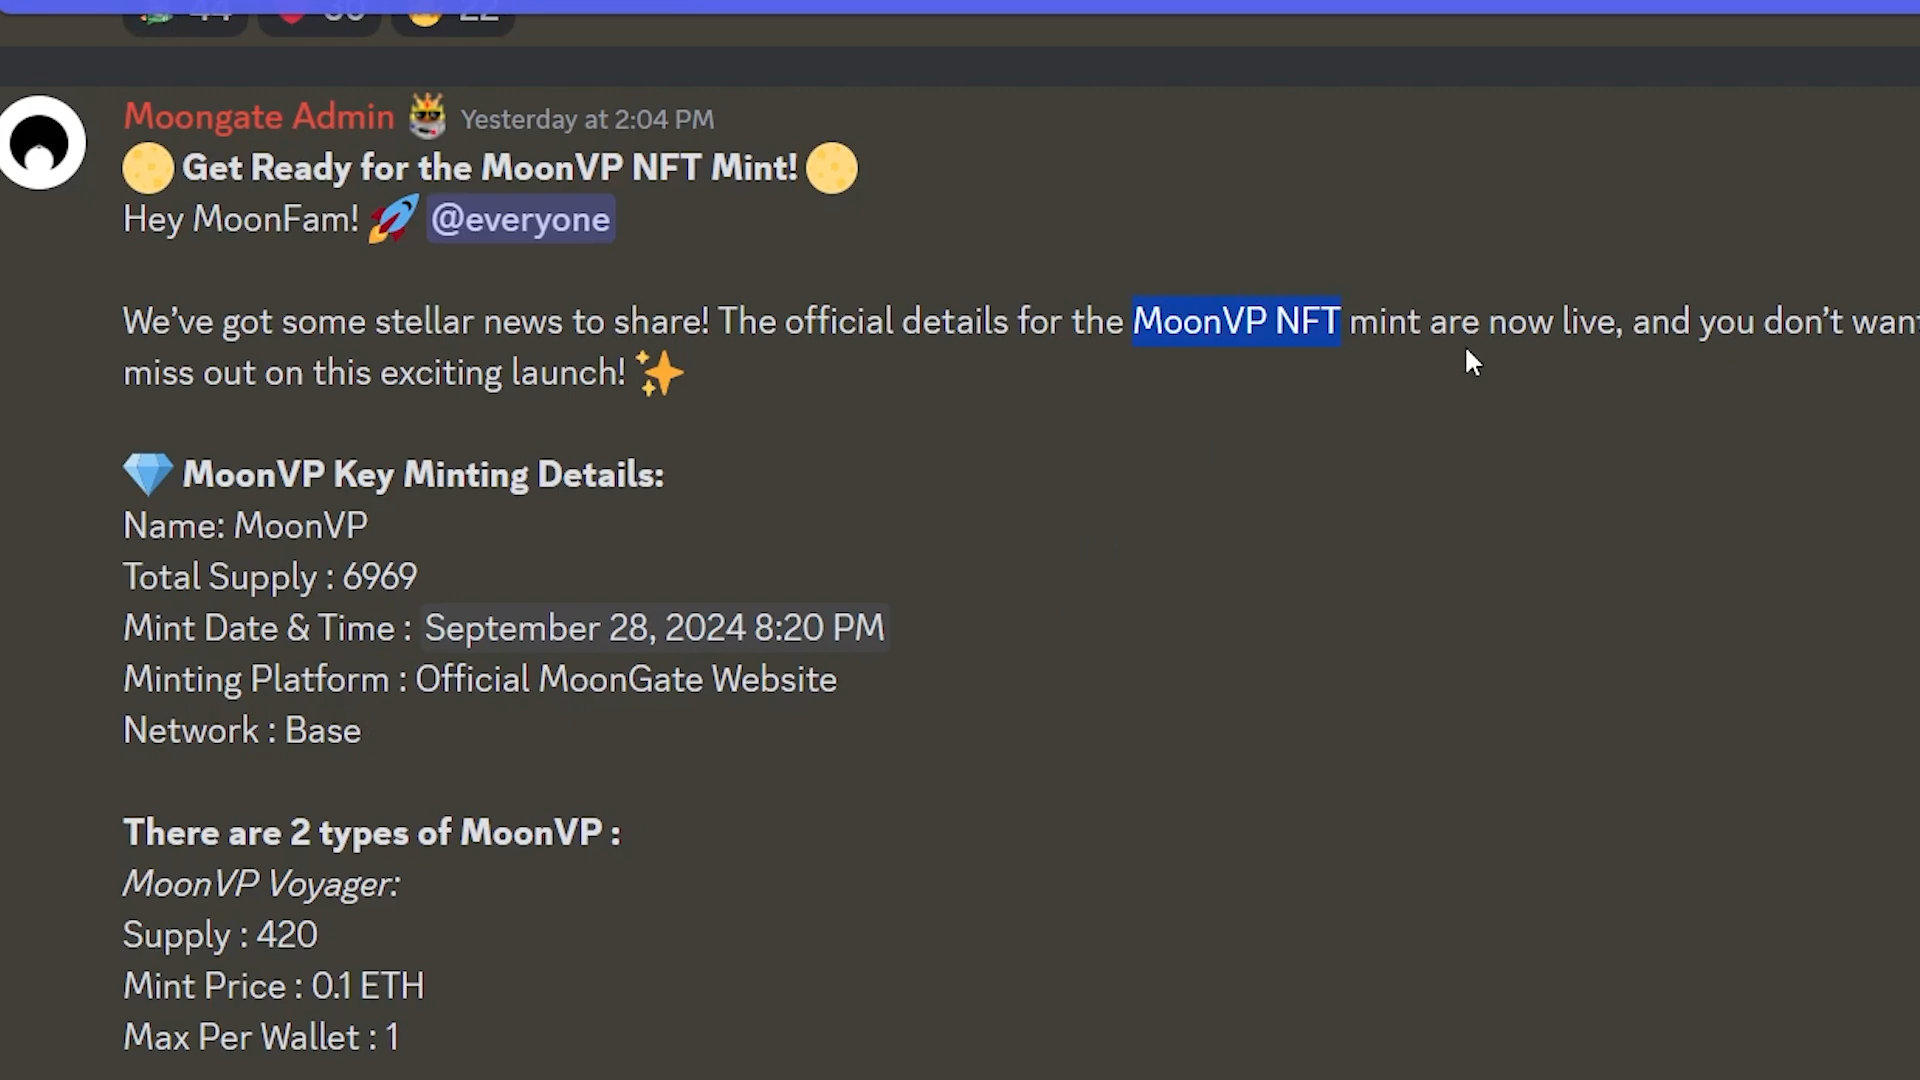 44 30 22
Moongate Admin Yesterday at 2:04 PM
Get Ready for the MoonVP NFT Mint!
Hey MoonFam! @everyone
We’ve got some stellar news to share! The official details for the MoonVP NFT mint are now live, and you don’t want
miss out on this exciting launch!
MoonVP Key Minting Details:
Name: MoonVP
Total Supply : 6969
Mint Date & Time : September 28, 2024 8:20 PM
Minting Platform : Official MoonGate Website
Network : Base
There are 2 types of MoonVP :
MoonVP Voyager:
Supply : 420
Mint Price : 0.1 ETH
Max Per Wallet : 1